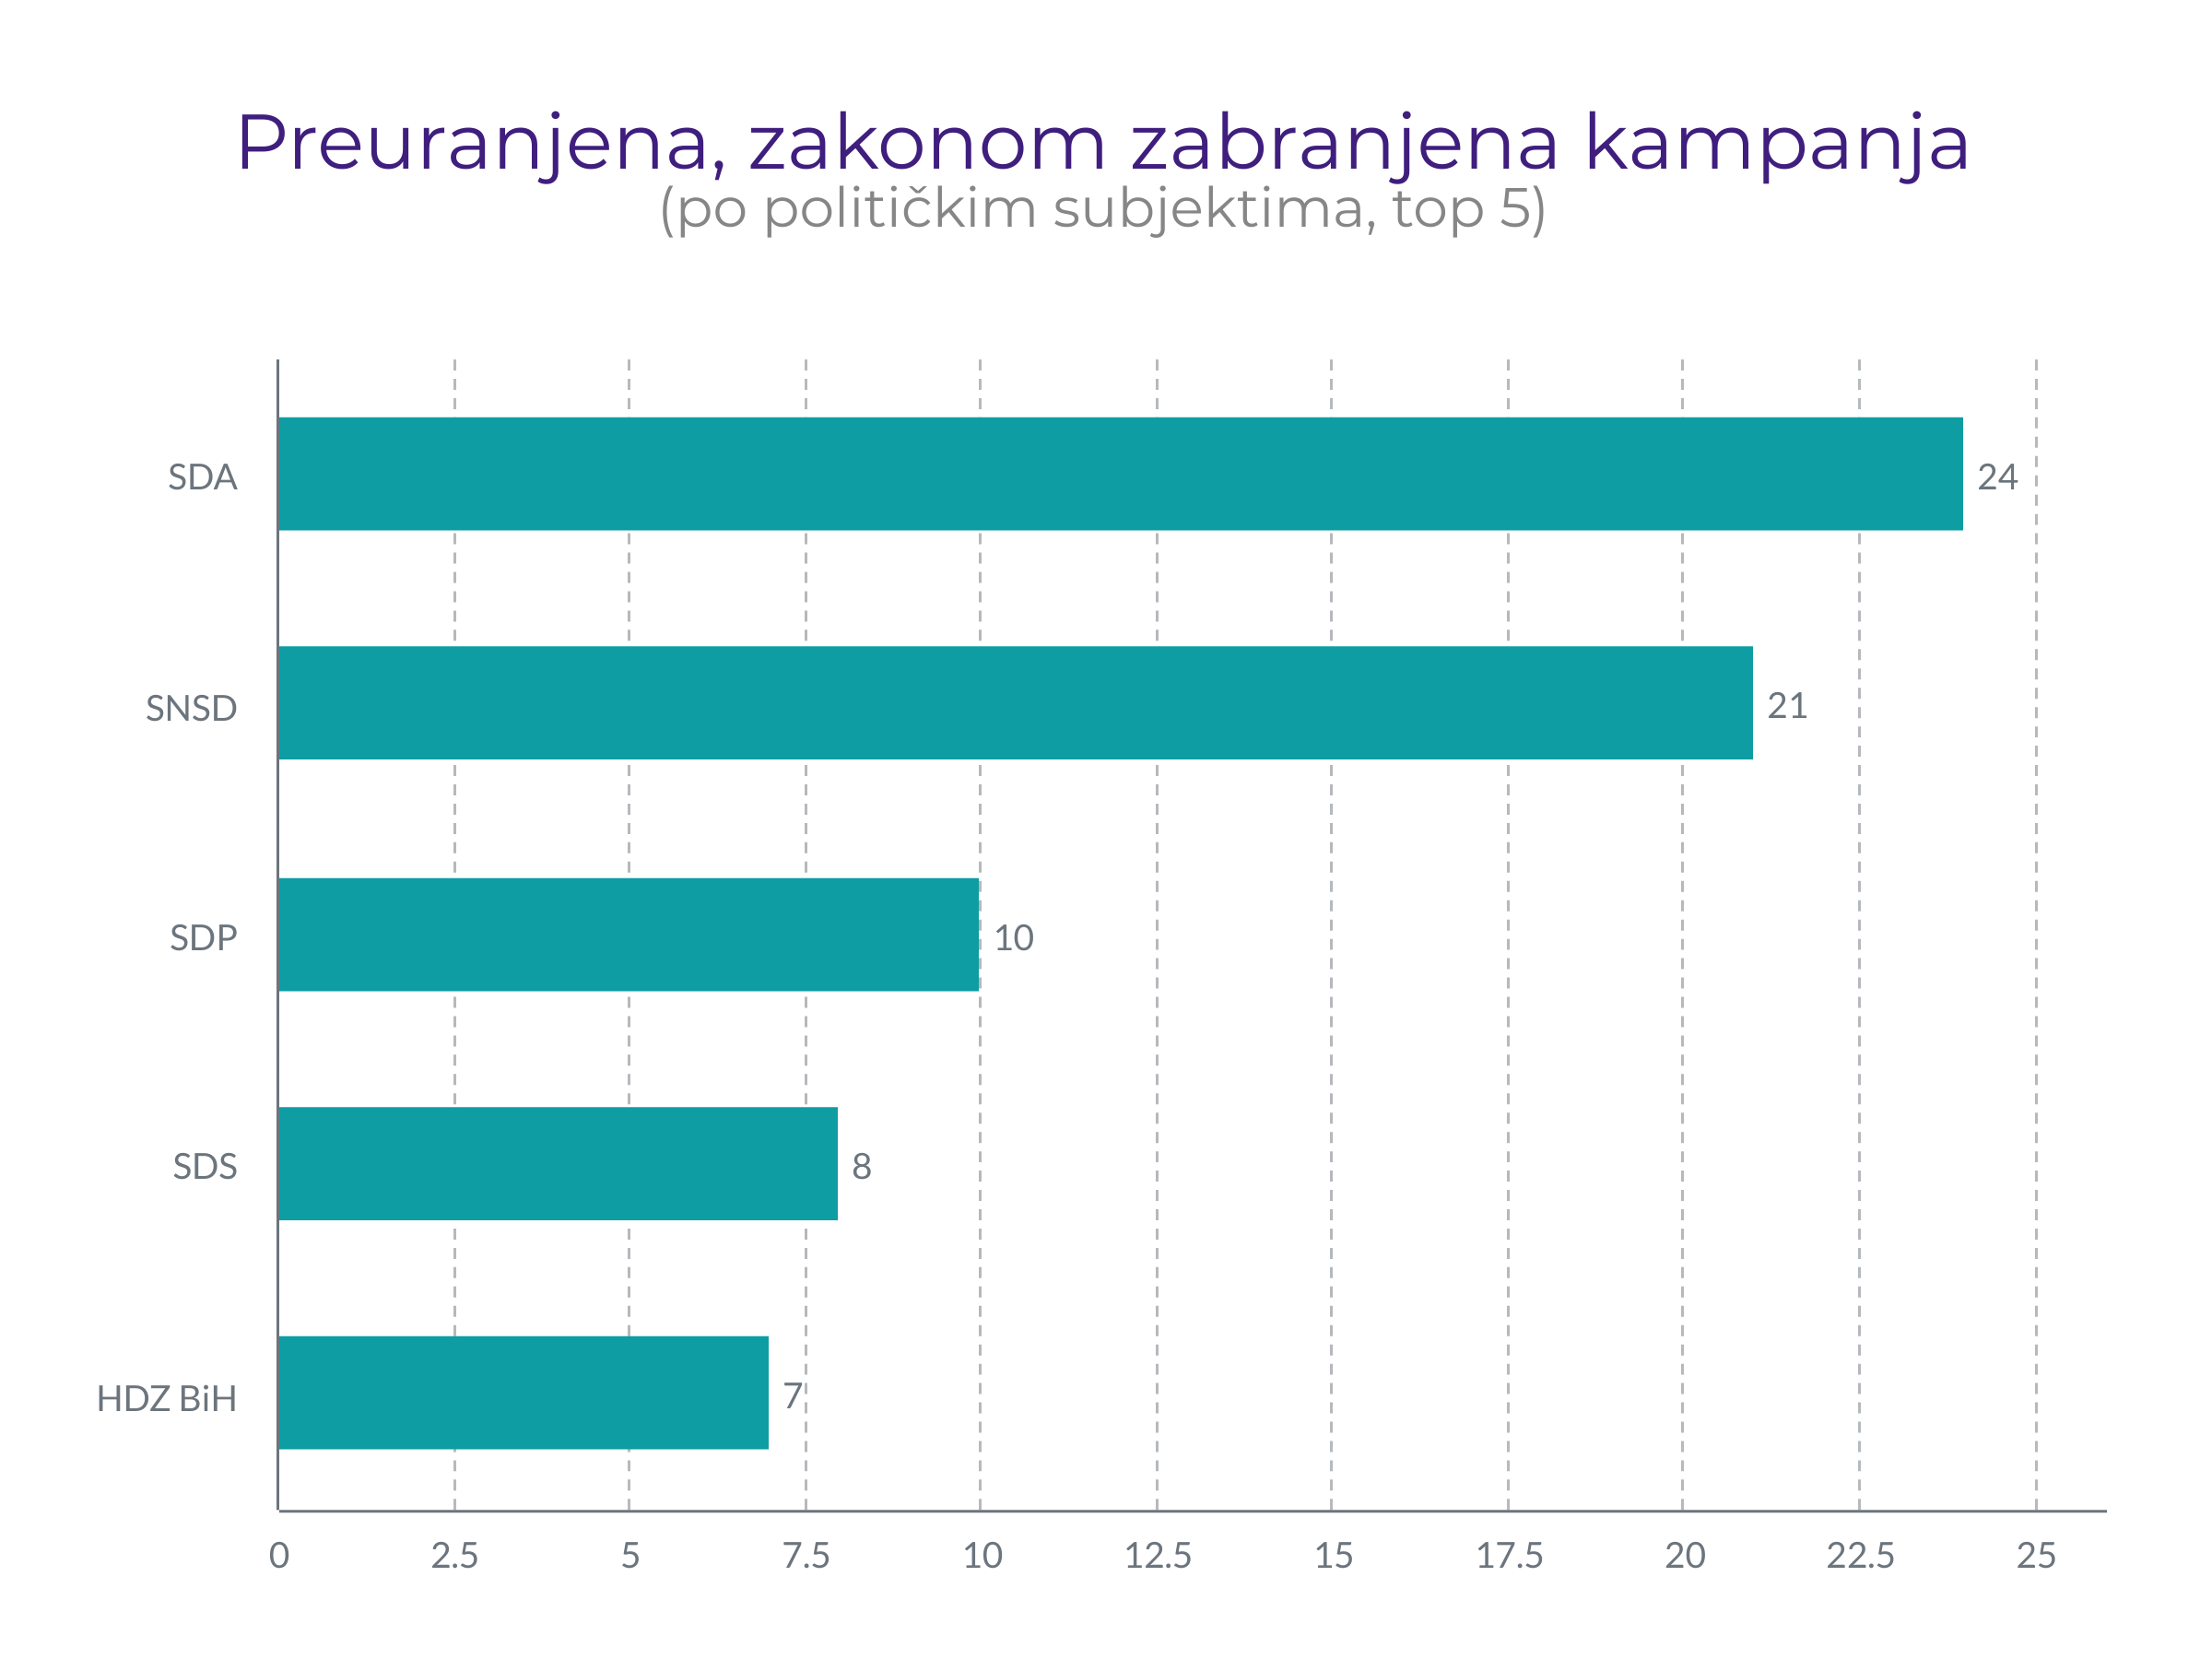 Preuranjena, zakonom zabranjena kampanja
(po političkim subjektima, top 5)
SDA 24
SNSD 21
SDP 10
SDS 8
HDZ BiH 7
0 2.5 5 7.5 10 12.5 15 17.5 20 22.5 25